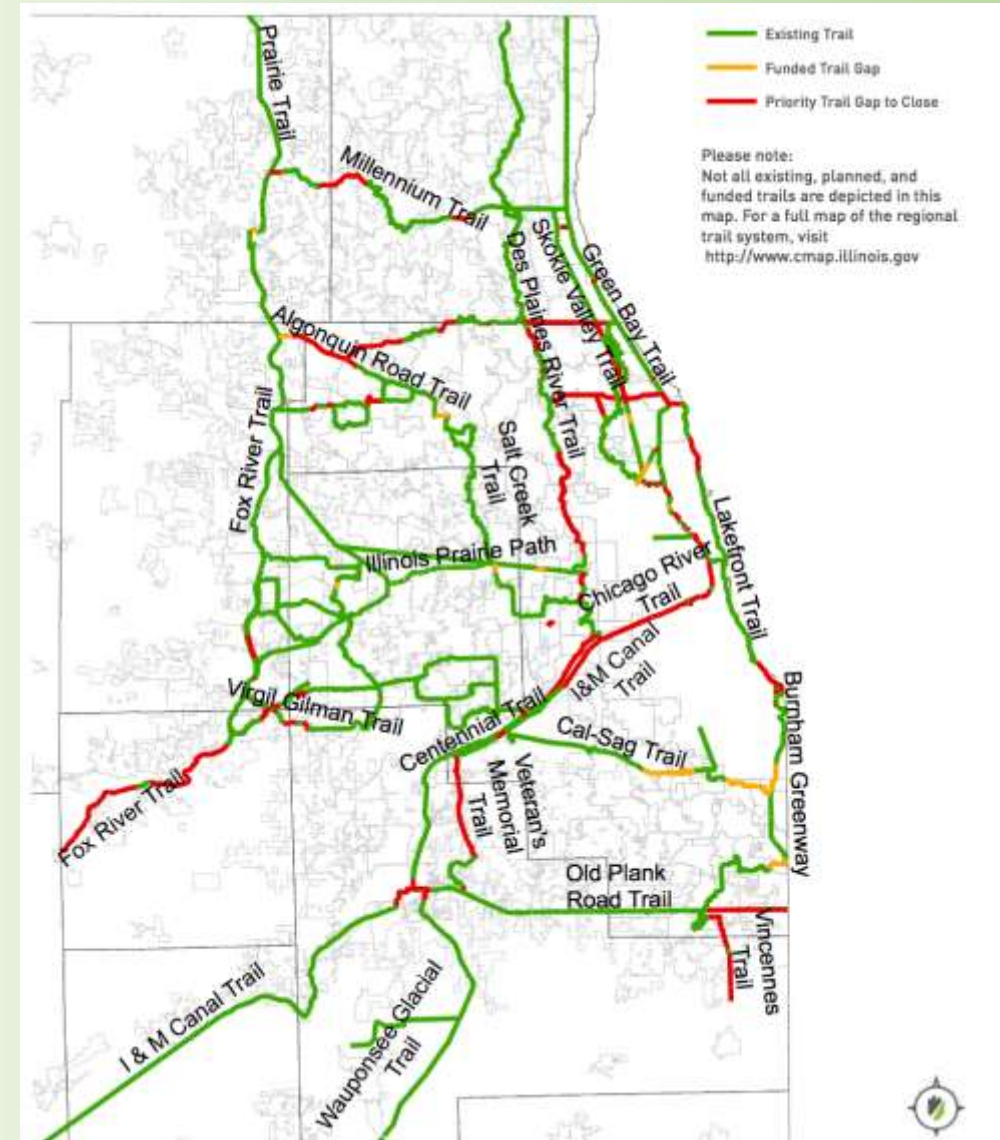 Existing Trail
Funded Trail Gap
Priority Trail Gap to Close
Please note:
Not all existing, planned, and
funded trails are depicted in this
map. For a full map of the regional
trail system, visit
http://www.cmap.illinois.gov
Prairie Trail
Millennium Trail
Des Plaines River Trail
Skokie Valley Trail
Green Bay Trail
Algonquin Road Trail
Fox River Trail
Salt Creek
Trail
Illinois Prairie Path
Lakefront Trail
Chicago River
Trail
I&M Canal
Trail
Virgil Gilman Trail
Centennial Trail
Cal-Sag Trail
Burnham Greenway
Veteran's
Memorial
Trail
Fox River Trail
Old Plank
Road Trail
Vincennes
Trail
I & M Canal Trail
Wauponsee Glacial
Trail